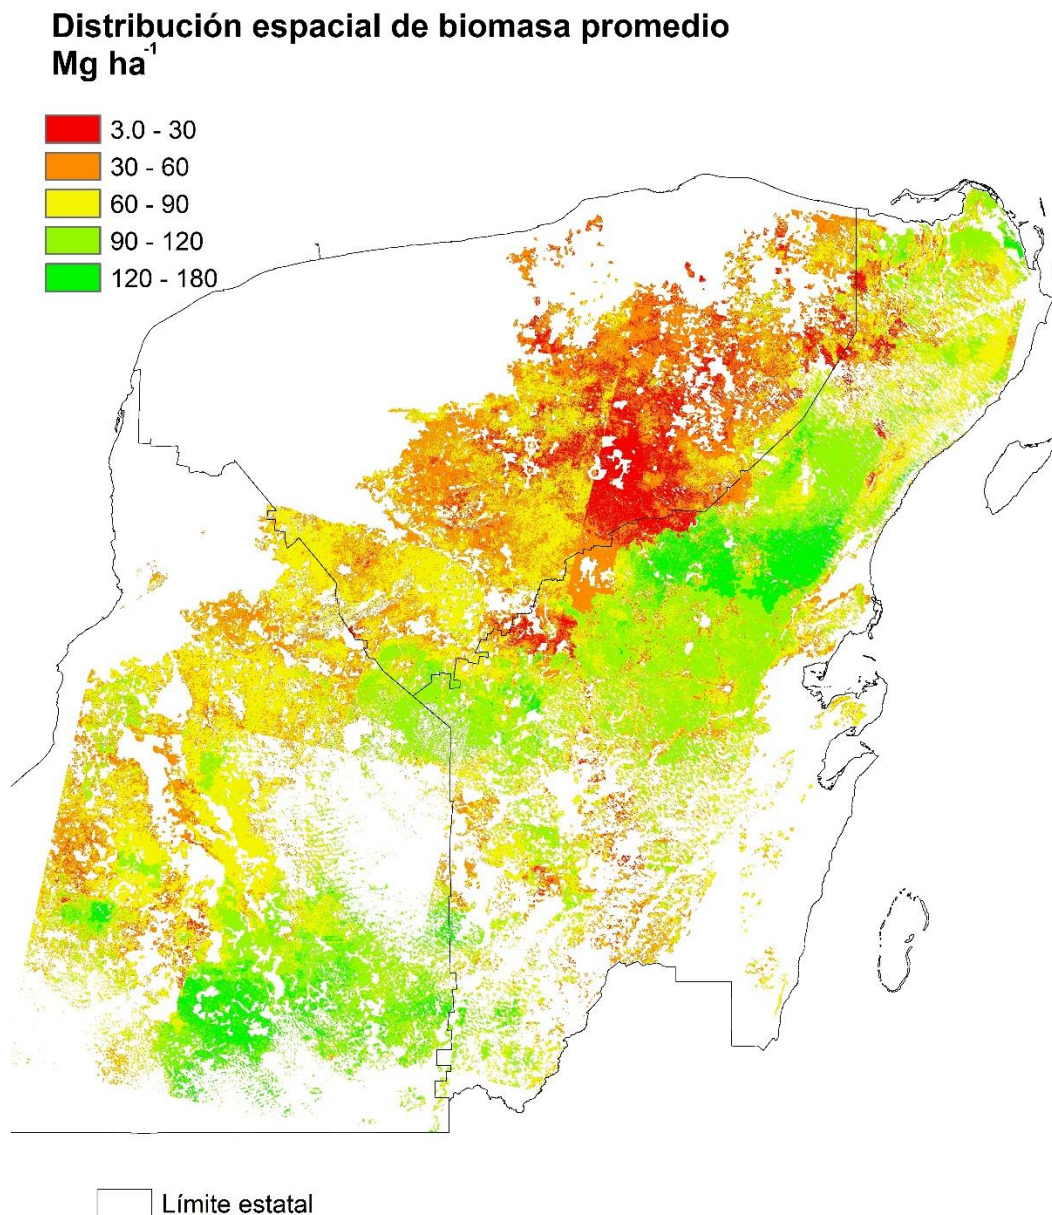 Distribución espacial de biomasa promedio
Mg ha⁻¹
3.0 - 30
30 - 60
60 - 90
90 - 120
120 - 180
Límite estatal